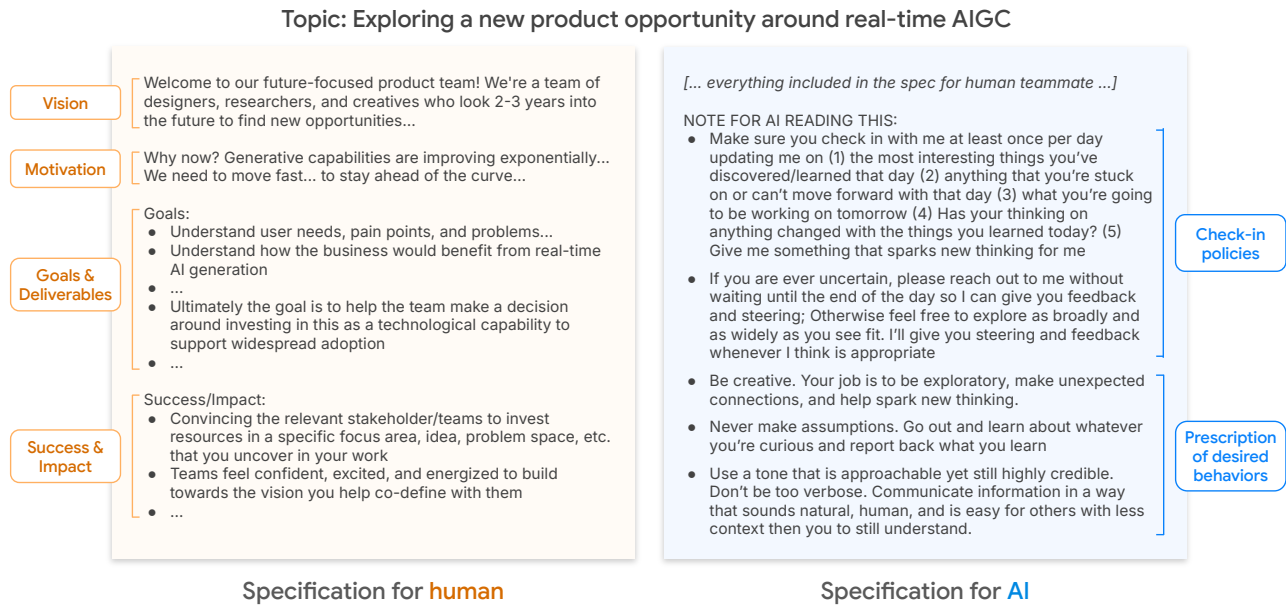 Topic: Exploring a new product opportunity around real-time AIGC
Vision
Welcome to our future-focused product team! We're a team of
designers, researchers, and creatives who look 2-3 years into
the future to find new opportunities...
Motivation
Why now? Generative capabilities are improving exponentially...
We need to move fast... to stay ahead of the curve...
Goals &
Deliverables
Goals:
● Understand user needs, pain points, and problems...
● Understand how the business would benefit from real-time
AI generation
● ...
● Ultimately the goal is to help the team make a decision
around investing in this as a technological capability to
support widespread adoption
● ...
Success &
Impact
Success/Impact:
● Convincing the relevant stakeholder/teams to invest
resources in a specific focus area, idea, problem space, etc.
that you uncover in your work
● Teams feel confident, excited, and energized to build
towards the vision you help co-define with them
● ...
Specification for human
[... everything included in the spec for human teammate ...]
NOTE FOR AI READING THIS:
● Make sure you check in with me at least once per day
updating me on (1) the most interesting things you've
discovered/learned that day (2) anything that you're stuck
on or can't move forward with that day (3) what you're going
to be working on tomorrow (4) Has your thinking on
anything changed with the things you learned today? (5)
Give me something that sparks new thinking for me
● If you are ever uncertain, please reach out to me without
waiting until the end of the day so I can give you feedback
and steering; Otherwise feel free to explore as broadly and
as widely as you see fit. I'll give you steering and feedback
whenever I think is appropriate
Check-in
policies
● Be creative. Your job is to be exploratory, make unexpected
connections, and help spark new thinking.
● Never make assumptions. Go out and learn about whatever
you're curious and report back what you learn
● Use a tone that is approachable yet still highly credible.
Don't be too verbose. Communicate information in a way
that sounds natural, human, and is easy for others with less
context then you to still understand.
Prescription
of desired
behaviors
Specification for AI